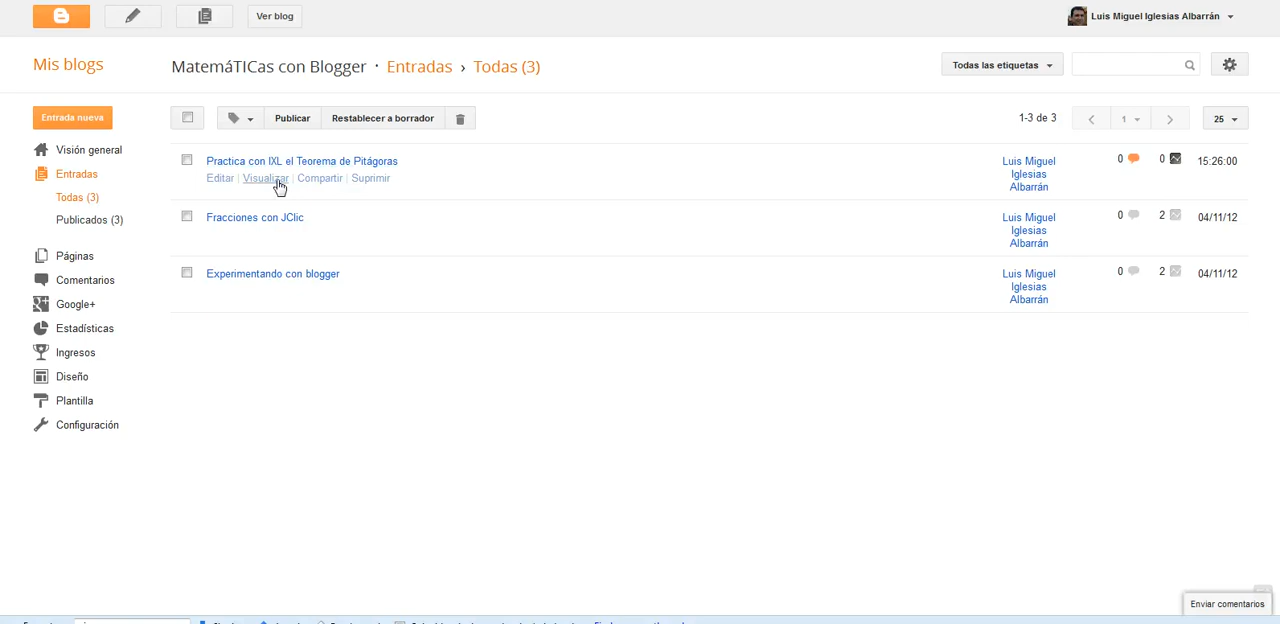 Ver blog
Luis Miguel Iglesias Albarrán
Mis blogs
MatemáTICas con Blogger · Entradas › Todas (3)
Todas las etiquetas
Entrada nueva
Publicar
Restablecer a borrador
1-3 de 3
1
25
Visión general
Entradas
Todas (3)
Publicados (3)
Páginas
Comentarios
Google+
Estadísticas
Ingresos
Diseño
Plantilla
Configuración
Practica con IXL el Teorema de Pitágoras
Editar | Visualizar | Compartir | Suprimir
Luis Miguel
Iglesias
Albarrán
0 0 15:26:00
Fracciones con JClic
Luis Miguel
Iglesias
Albarrán
0 2 04/11/12
Experimentando con blogger
Luis Miguel
Iglesias
Albarrán
0 2 04/11/12
Enviar comentarios